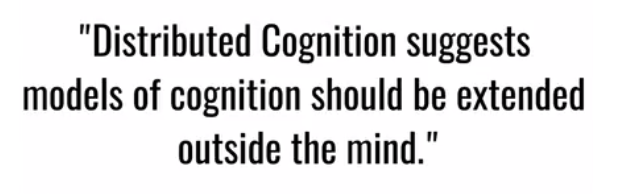 "Distributed Cognition suggests
models of cognition should be extended
outside the mind."